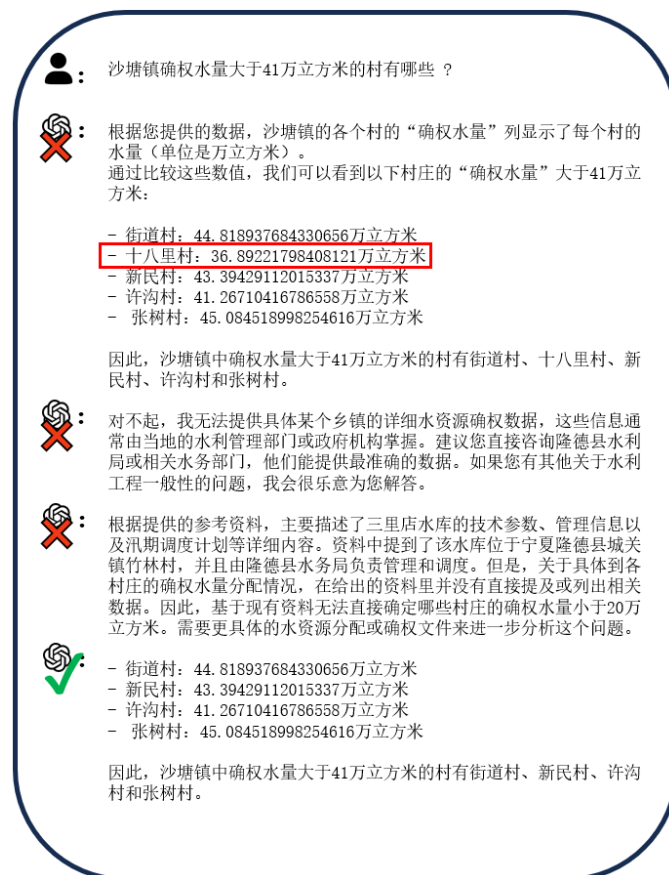 沙塘镇确权水量大于41万立方米的村有哪些 ?
根据您提供的数据，沙塘镇的各个村的“确权水量”列显示了每个村的
水量（单位是万立方米）。
通过比较这些数值，我们可以看到以下村庄的“确权水量”大于41万立
方米：
- 街道村：44.818937684330656万立方米
- 十八里村：36.89221798408121万立方米
- 新民村：43.39429112015337万立方米
- 许沟村：41.26710416786558万立方米
- 张树村：45.084518998254616万立方米
因此，沙塘镇中确权水量大于41万立方米的村有街道村、十八里村、新
民村、许沟村和张树村。
对不起，我无法提供具体某个乡镇的详细水资源确权数据，这些信息通
常由当地的水利管理部门或政府机构掌握。建议您直接咨询隆德县水利
局或相关水务部门，他们能提供最准确的数据。如果您有其他关于水利
工程一般性的问题，我会很乐意为您解答。
根据提供的参考资料，主要描述了三里店水库的技术参数、管理信息以
及汛期调度计划等详细内容。资料中提到了该水库位于宁夏隆德县城关
镇竹林村，并且由隆德县水务局负责管理和调度。但是，关于具体到各
村庄的确权水量分配情况，在给出的资料里并没有直接提及或列出相关
数据。因此，基于现有资料无法直接确定哪些村庄的确权水量小于20万
立方米。需要更具体的水资源分配或确权文件来进一步分析这个问题。
- 街道村：44.818937684330656万立方米
- 新民村：43.39429112015337万立方米
- 许沟村：41.26710416786558万立方米
- 张树村：45.084518998254616万立方米
因此，沙塘镇中确权水量大于41万立方米的村有街道村、新民村、许沟
村和张树村。